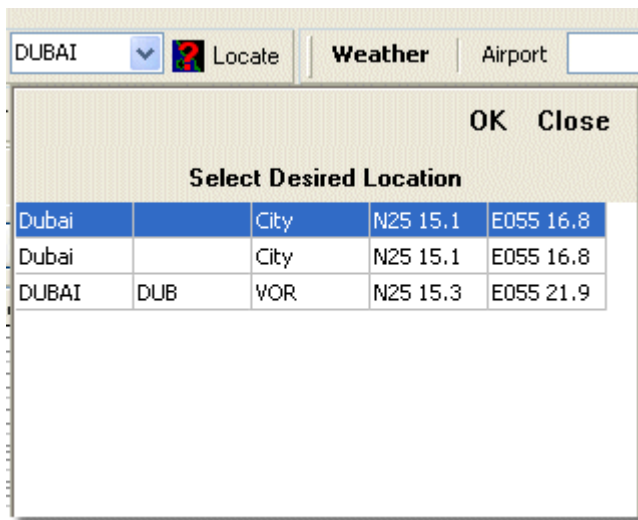 DUBAI Locate Weather Airport
OK Close
Select Desired Location
Dubai City N25 15.1 E055 16.8
Dubai City N25 15.1 E055 16.8
DUBAI DUB VOR N25 15.3 E055 21.9